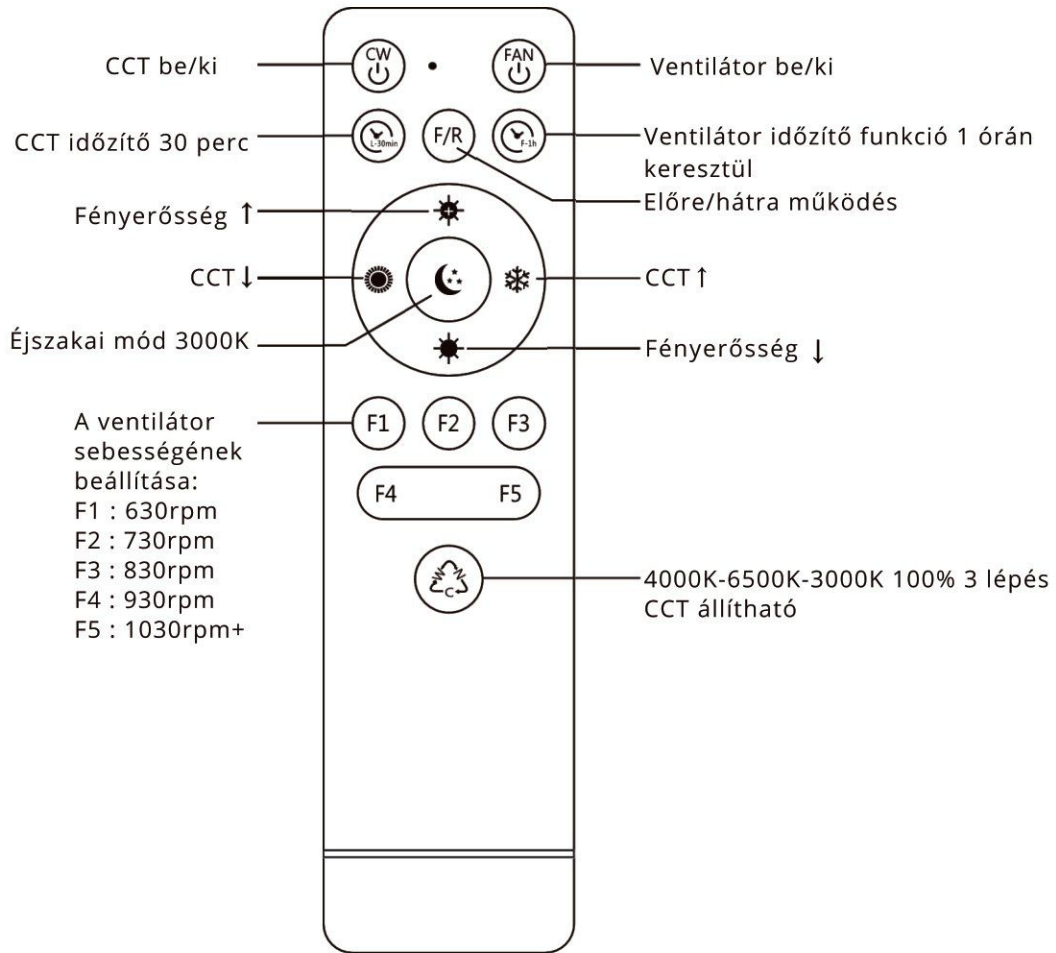 CW
FAN
CCT be/ki
Ventilátor be/ki
CCT időzítő 30 perc
L-30min
F/R
F-1h
Ventilátor időzítő funkció 1 órán
keresztül
Előre/hátra működés
Fényerősség ↑
CCT ↓
CCT ↑
Éjszakai mód 3000K
Fényerősség ↓
A ventilátor
sebességének
beállítása:
F1 : 630rpm
F2 : 730rpm
F3 : 830rpm
F4 : 930rpm
F5 : 1030rpm+
F1 F2 F3
F4 F5
W N C
4000K-6500K-3000K 100% 3 lépés
CCT állítható